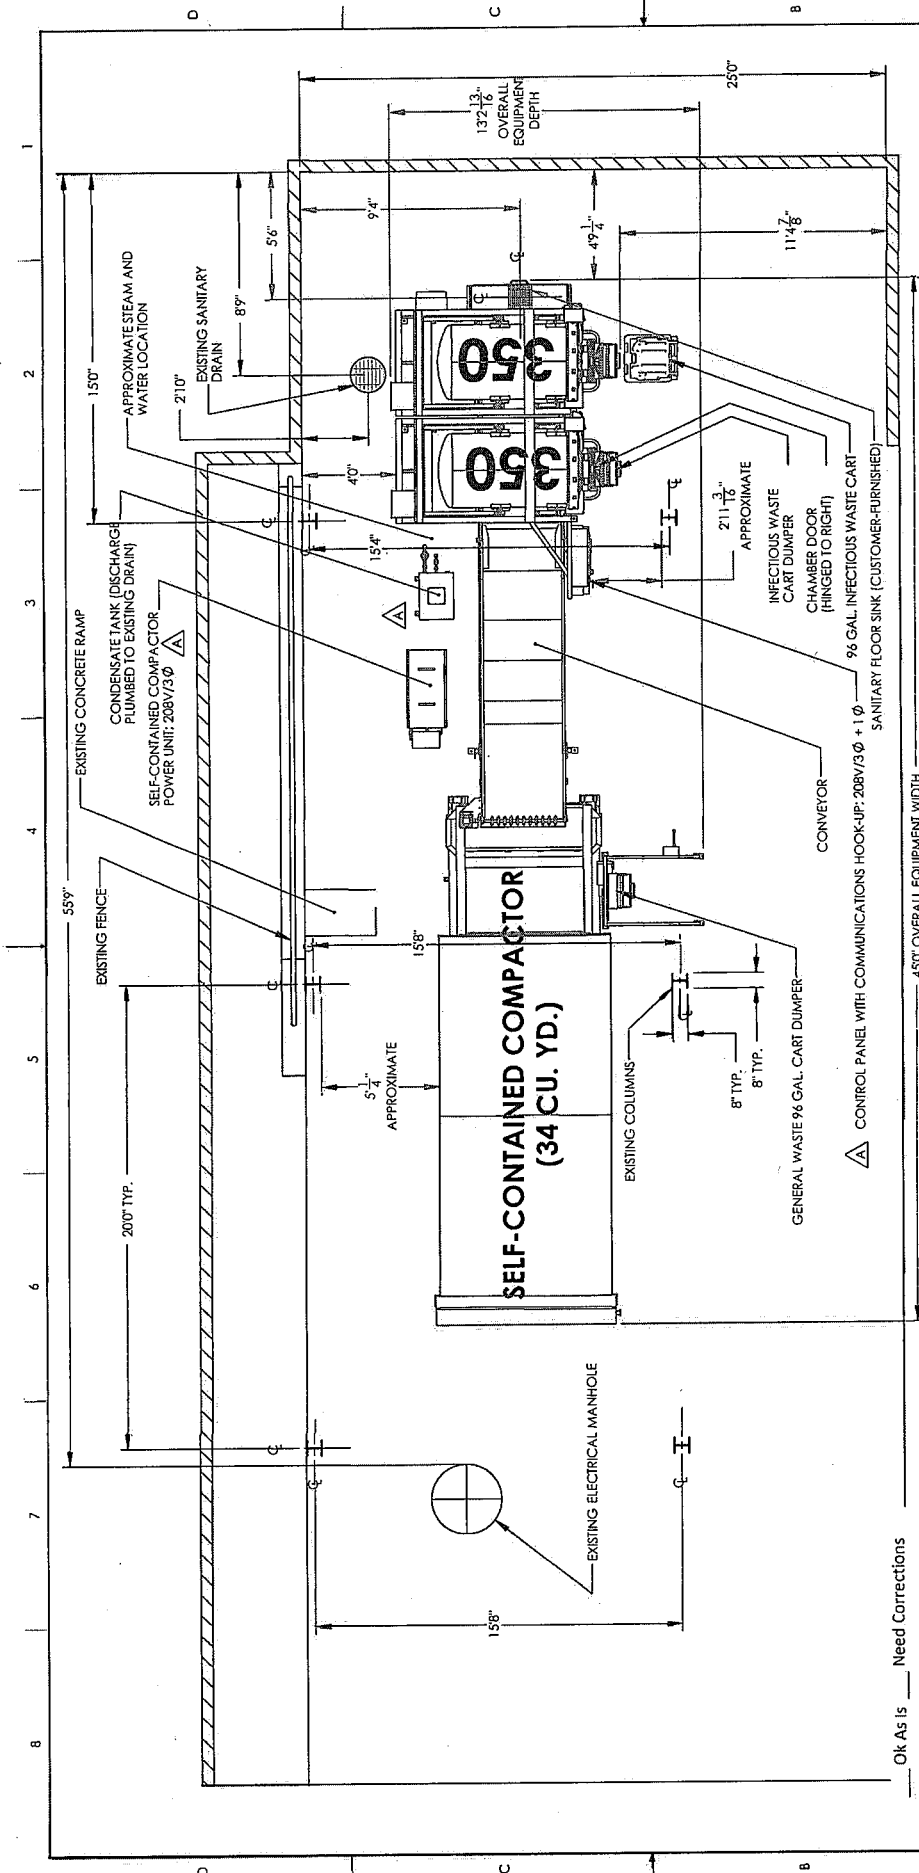 8
7
6
5
4
3
2
1
D
C
B
D
C
B
55'9"
20'0" TYP.
15'0"
8'9"
5'6"
EXISTING CONCRETE RAMP
EXISTING FENCE
CONDENSATE TANK (DISCHARGE
PLUMBED TO EXISTING DRAIN)
SELF-CONTAINED COMPACTOR
POWER UNIT; 208V/3Ø
A
APPROXIMATE STEAM AND
WATER LOCATION
2'10"
EXISTING SANITARY
DRAIN
4'0"
9'4"
13'2 13/16"
OVERALL
EQUIPMENT
DEPTH
25'0"
15'4"
A
15'8"
5'1/4"
APPROXIMATE
350
350
4'9 1/4"
11'4 7/8"
SELF-CONTAINED COMPACTOR
(34 CU. YD.)
2'11 3/16"
APPROXIMATE
EXISTING COLUMNS
8" TYP.
8" TYP.
EXISTING ELECTRICAL MANHOLE
15'8"
INFECTIOUS WASTE
CART DUMPER
CHAMBER DOOR
(HINGED TO RIGHT)
CONVEYOR
96 GAL. INFECTIOUS WASTE CART
GENERAL WASTE 96 GAL. CART DUMPER
A CONTROL PANEL WITH COMMUNICATIONS HOOK-UP; 208V/3Ø + 1Ø
SANITARY FLOOR SINK (CUSTOMER-FURNISHED)
45'0" OVERALL EQUIPMENT WIDTH
___ Ok As Is ___ Need Corrections